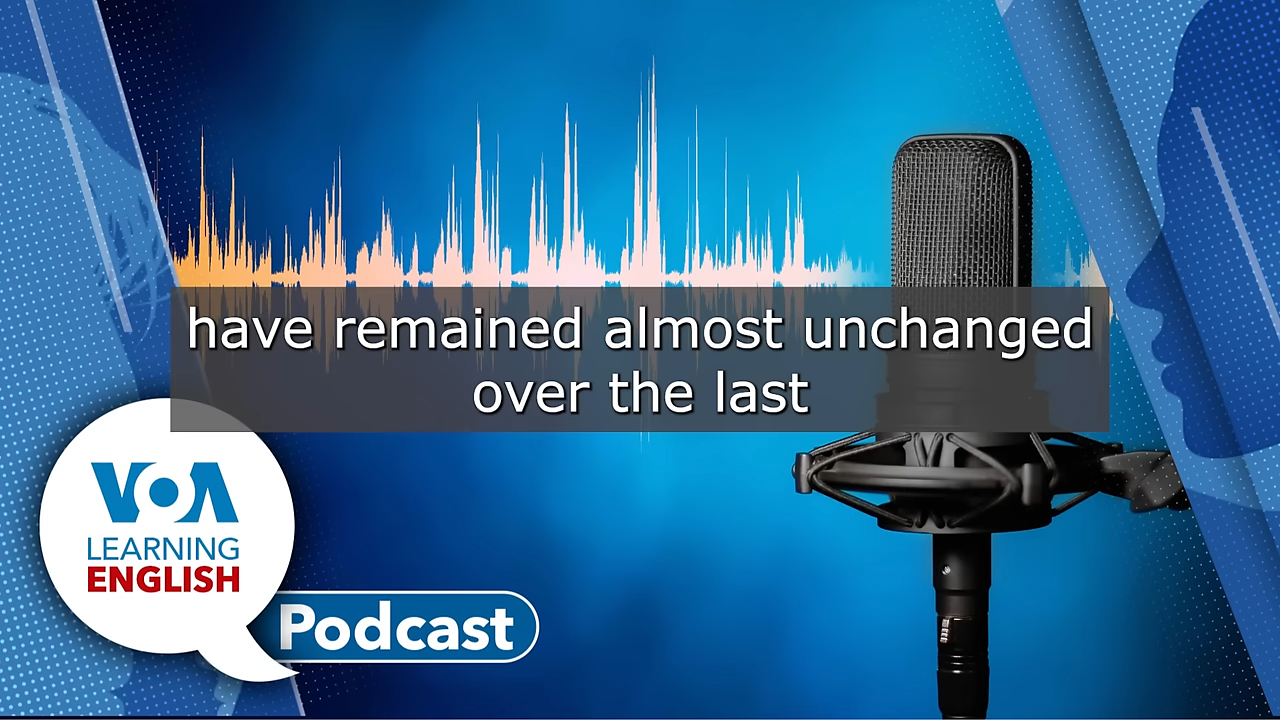 have remained almost unchanged
over the last
VOA
LEARNING
ENGLISH
Podcast